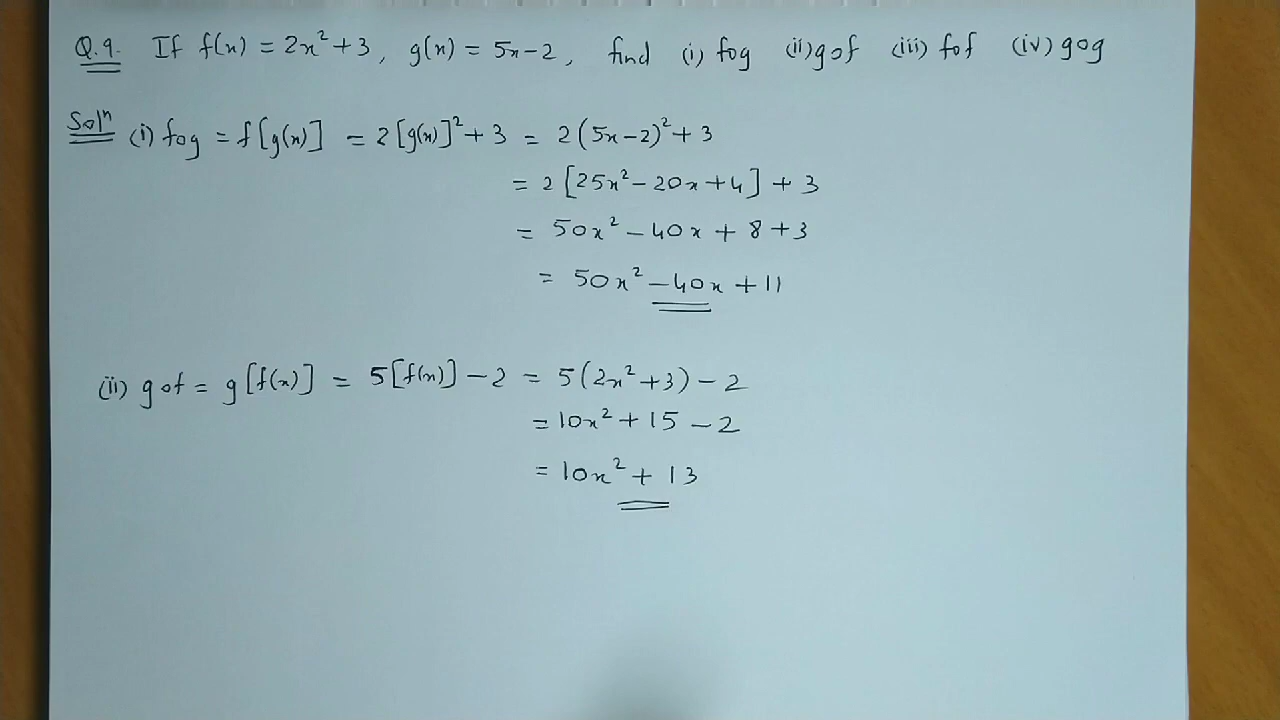 Q.9. If f(x) = 2x² + 3, g(x) = 5x - 2, find (i) fog (ii) gof (iii) fof (iv) gog
Solⁿ (i) fog = f[g(x)] = 2[g(x)]² + 3 = 2(5x - 2)² + 3
= 2[25x² - 20x + 4] + 3
= 50x² - 40x + 8 + 3
= 50x² - 40x + 11
(ii) gof = g[f(x)] = 5[f(x)] - 2 = 5(2x² + 3) - 2
= 10x² + 15 - 2
= 10x² + 13